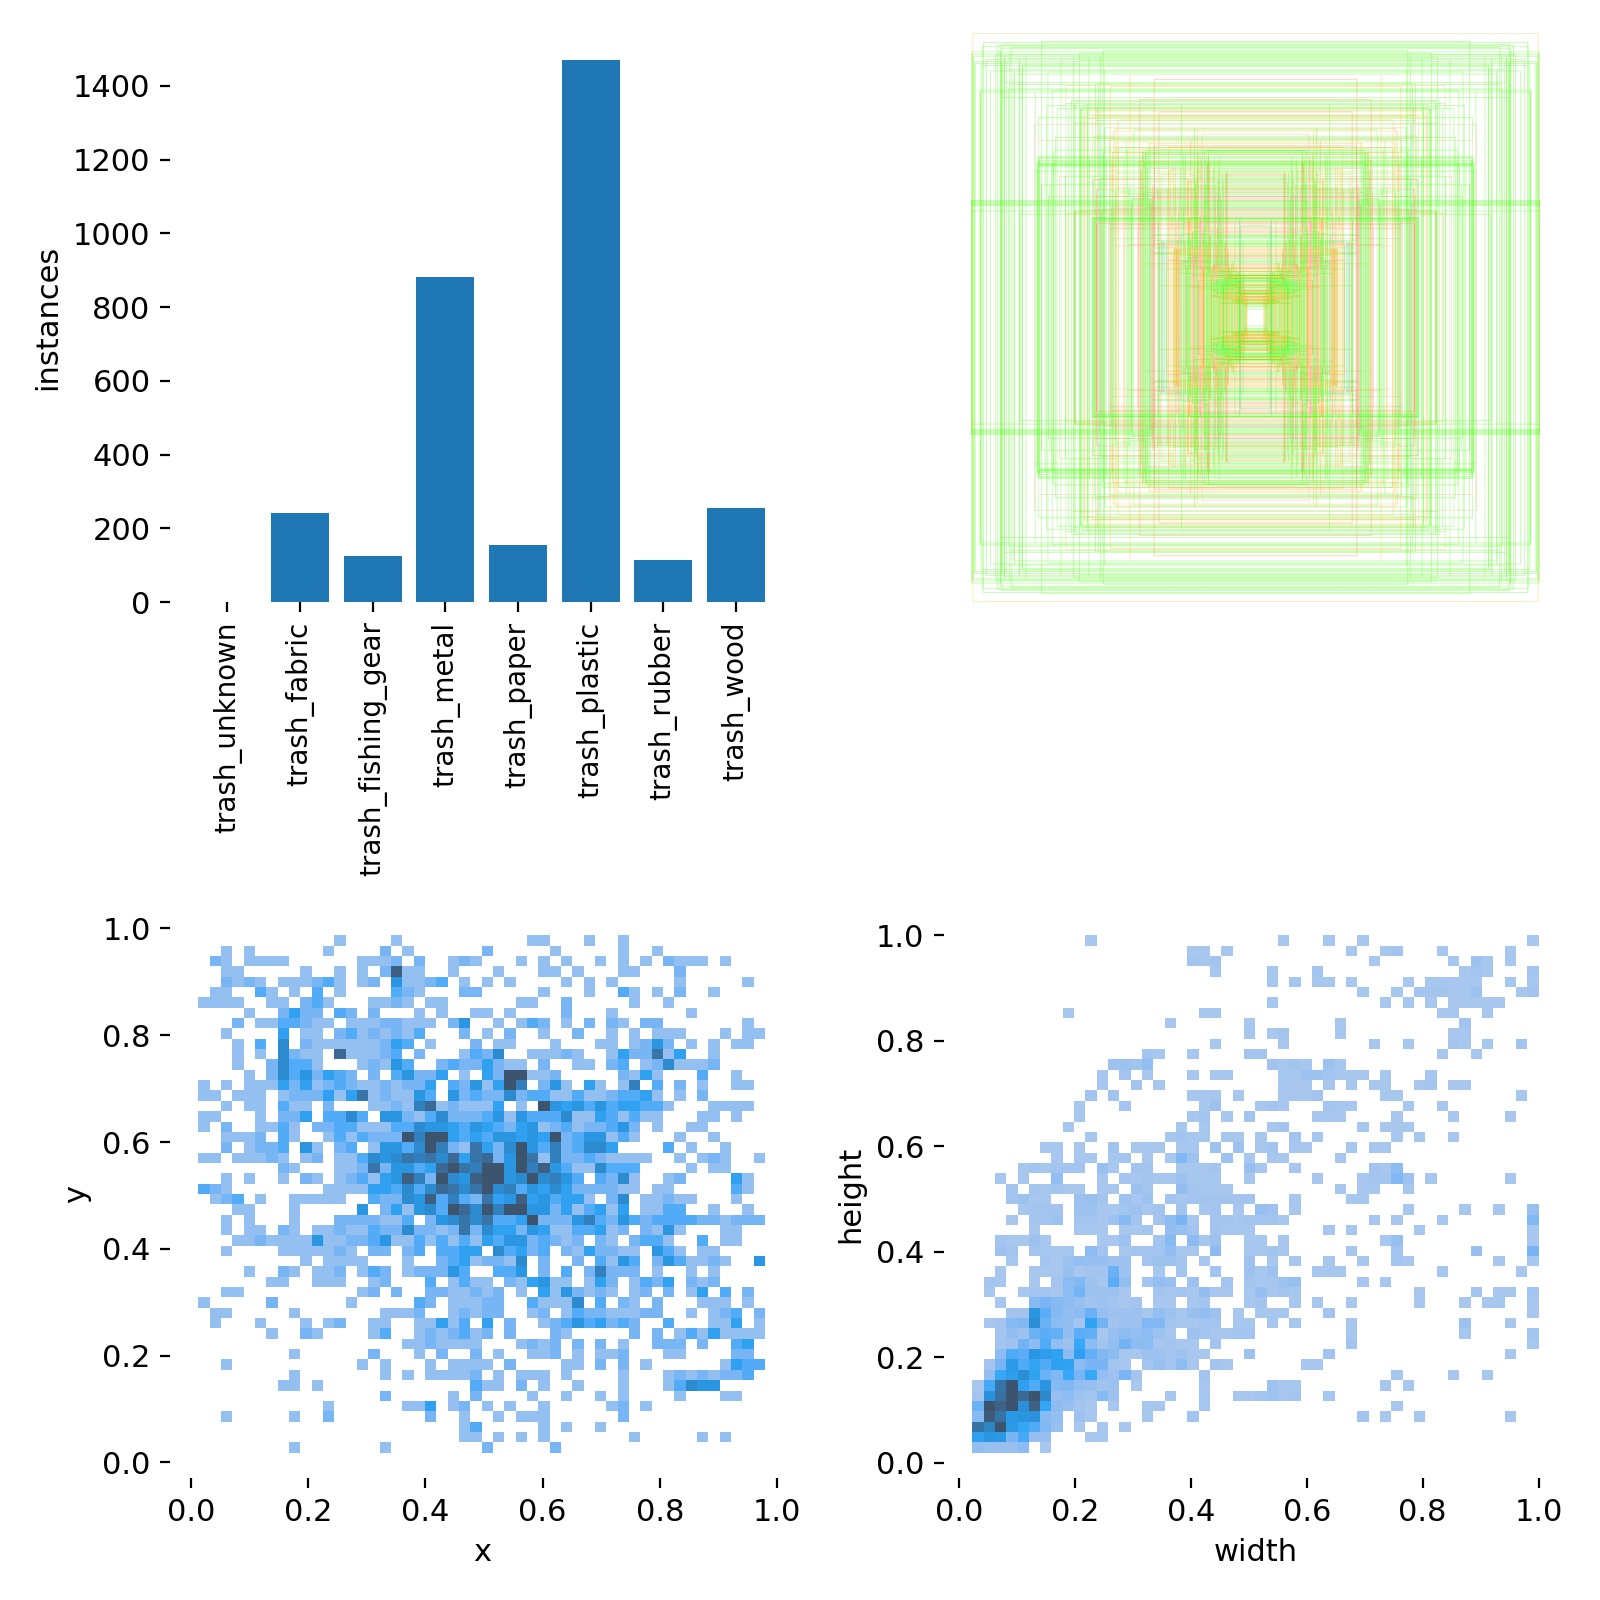 instances
1400
1200
1000
800
600
400
200
0
trash_unknown
trash_fabric
trash_fishing_gear
trash_metal
trash_paper
trash_plastic
trash_rubber
trash_wood
y
1.0
0.8
0.6
0.4
0.2
0.0
0.0 0.2 0.4 0.6 0.8 1.0
x
height
1.0
0.8
0.6
0.4
0.2
0.0
0.0 0.2 0.4 0.6 0.8 1.0
width